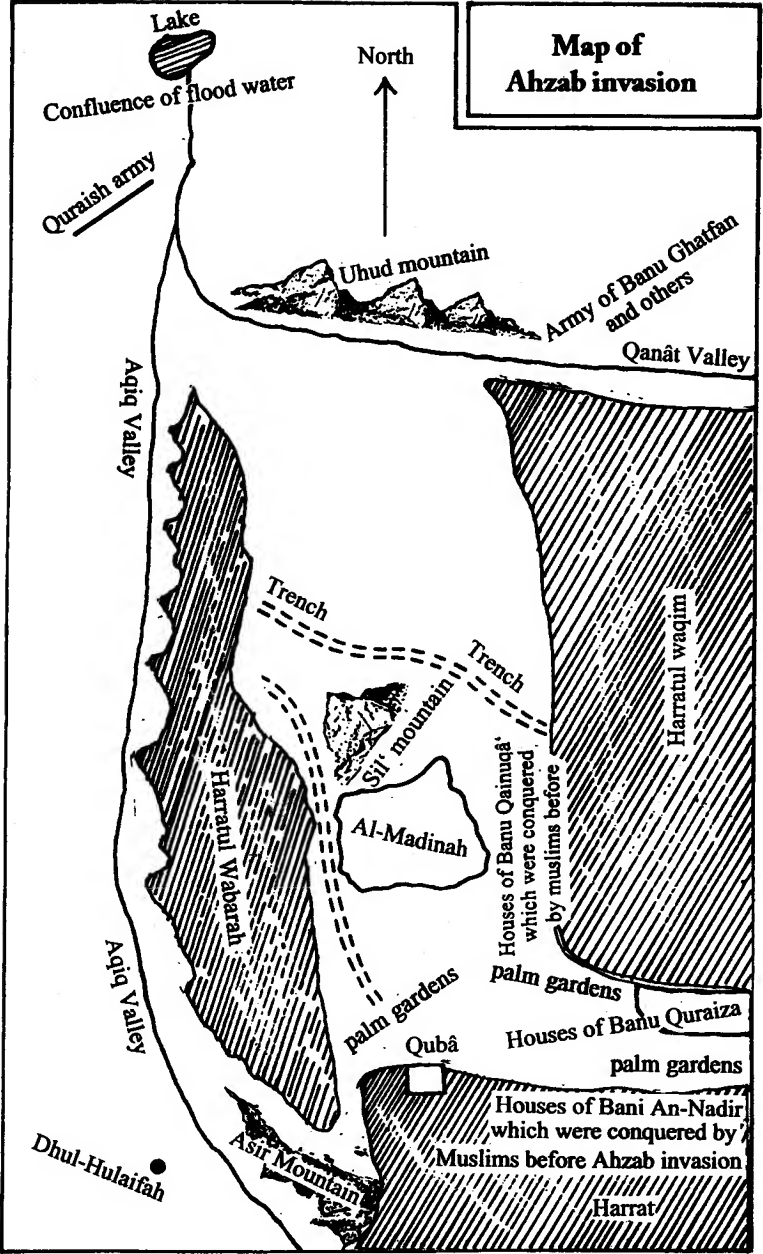 Map of
Ahzab invasion
Lake
North
Confluence of flood water
Quraish army
Uhud mountain
Army of Banu Ghatfan
and others
Qanât Valley
Aqiq Valley
Trench
Trench
Harratul waqim
Sil‘ mountain
Harratul Wabarah
Al-Madinah
Houses of Banu Qainuqâ‘
which were conquered
by muslims before
Aqiq Valley
palm gardens
palm gardens
Houses of Banu Quraiza
Qubâ
palm gardens
Houses of Bani An-Nadir
which were conquered by
Muslims before Ahzab invasion
Dhul-Hulaifah
Asir Mountain
Harrat